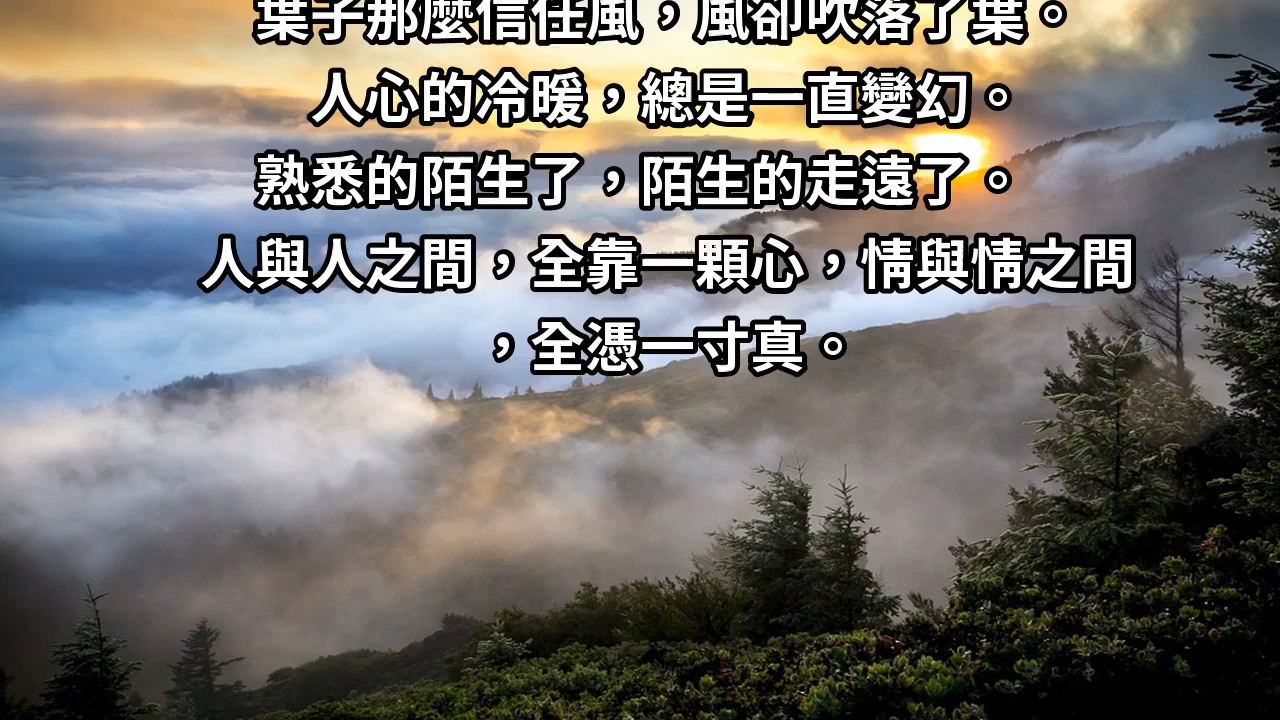 葉子那麼信任風，風卻吹落了葉。
人心的冷暖，總是一直變幻。
熟悉的陌生了，陌生的走遠了。
人與人之間，全靠一顆心，情與情之間
，全憑一寸真。